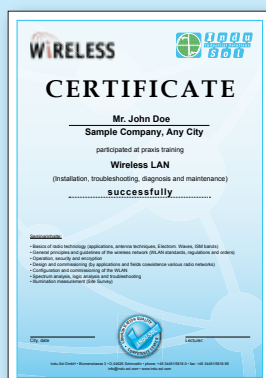 WiRELESS
Indu
Sol
CERTIFICATE
Mr. John Doe
Sample Company, Any City
participated at praxis training
Wireless LAN
(Installation, troubleshooting, diagnosis and maintenance)
successfully
• Basics of radio technology (applications, antenna techniques, Electrom. Waves, ISM bands)
• General principles and guidelines of the wireless network (WLAN standards, regulations and orders)
• Operation, security and encryption
• Design and commissioning (by applications and fields coexistence various radio networks)
• Configuration and commissioning of the WLAN
• Spectrum analysis, logic analysis and troubleshooting
• Illumination measurement (Site Survey)
City, date
Lecturer